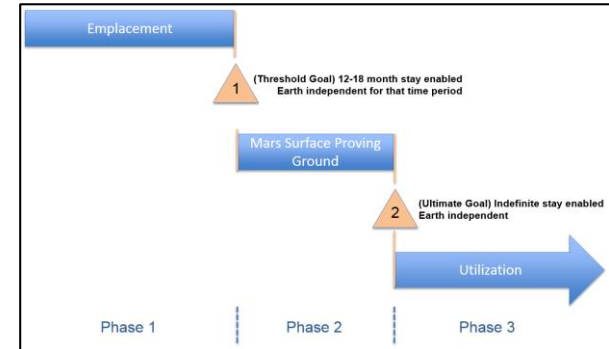 Emplacement
1
(Threshold Goal) 12-18 month stay enabled
Earth independent for that time period
Mars Surface Proving
Ground
2
(Ultimate Goal) Indefinite stay enabled
Earth independent
Utilization
Phase 1
Phase 2
Phase 3